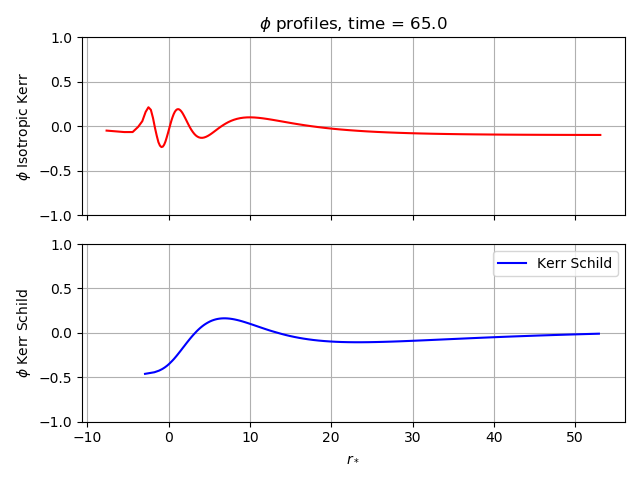 ϕ profiles, time = 65.0
1.0
0.5
0.0
−0.5
−1.0
ϕ Isotropic Kerr
1.0
0.5
0.0
−0.5
−1.0
ϕ Kerr Schild
Kerr Schild
−10 0 10 20 30 40 50
r*